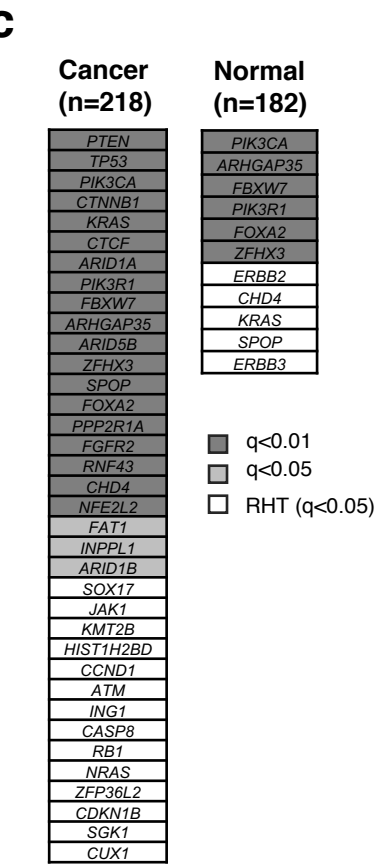 C
Cancer
(n=218)
PTEN
TP53
PIK3CA
CTNNB1
KRAS
CTCF
ARID1A
PIK3R1
FBXW7
ARHGAP35
ARID5B
ZFHX3
SPOP
FOXA2
PPP2R1A
FGFR2
RNF43
CHD4
NFE2L2
FAT1
INPPL1
ARID1B
SOX17
JAK1
KMT2B
HIST1H2BD
CCND1
ATM
ING1
CASP8
RB1
NRAS
ZFP36L2
CDKN1B
SGK1
CUX1
Normal
(n=182)
PIK3CA
ARHGAP35
FBXW7
PIK3R1
FOXA2
ZFHX3
ERBB2
CHD4
KRAS
SPOP
ERBB3
q<0.01
q<0.05
RHT (q<0.05)